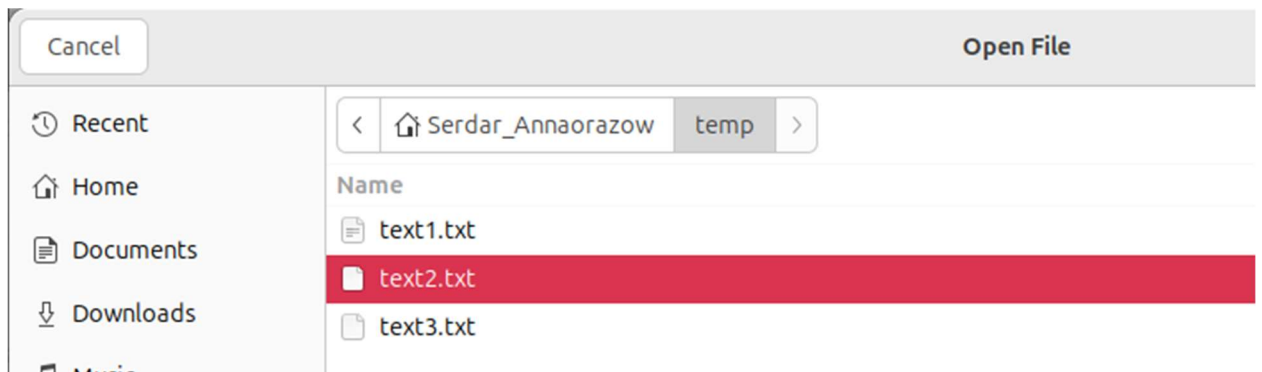 Cancel
Open File
Recent
Serdar_Annaorazow temp
Home
Name
text1.txt
Documents
text2.txt
Downloads
text3.txt